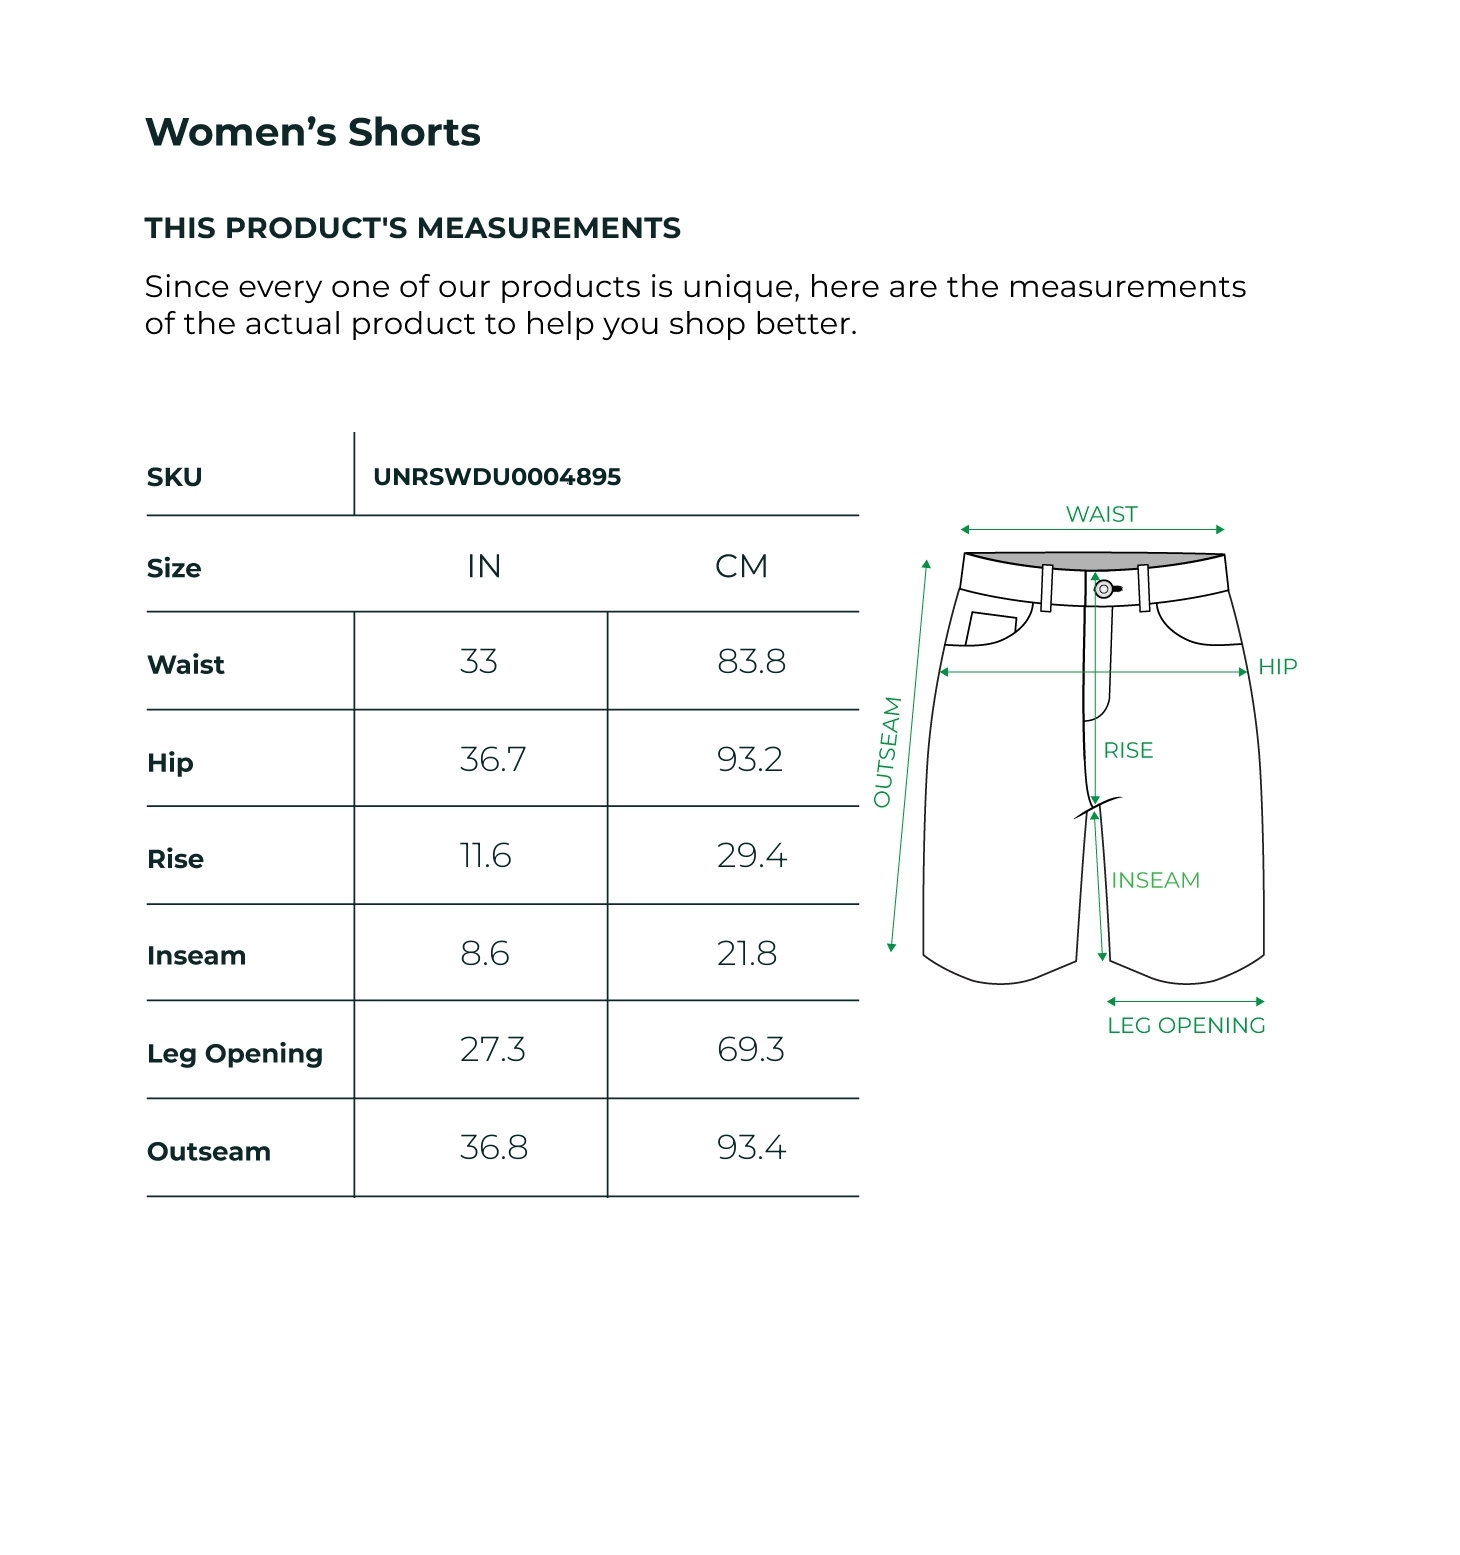 Women’s Shorts
THIS PRODUCT'S MEASUREMENTS
Since every one of our products is unique, here are the measurements
of the actual product to help you shop better.
SKU UNRSWDU0004895
Size IN CM
Waist 33 83.8
Hip 36.7 93.2
Rise 11.6 29.4
Inseam 8.6 21.8
Leg Opening 27.3 69.3
Outseam 36.8 93.4
WAIST
HIP
OUTSEAM
RISE
INSEAM
LEG OPENING